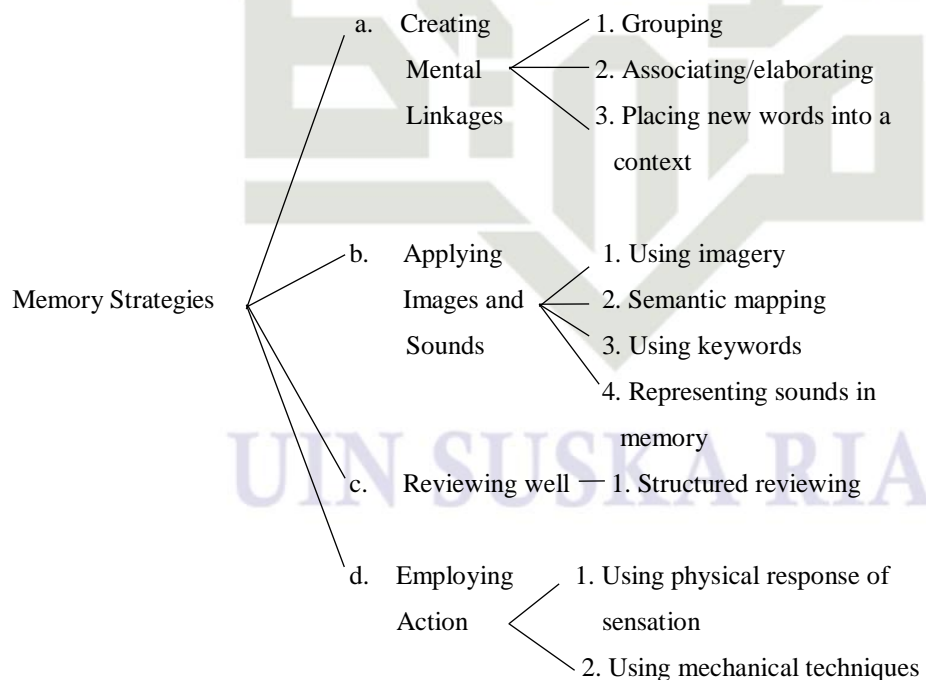 a. Creating Mental Linkages
1. Grouping
2. Associating/elaborating
3. Placing new words into a
context
Memory Strategies
b. Applying Images and Sounds
1. Using imagery
2. Semantic mapping
3. Using keywords
4. Representing sounds in
memory
c. Reviewing well
1. Structured reviewing
d. Employing Action
1. Using physical response of
sensation
2. Using mechanical techniques
UIN SUSKA RIA